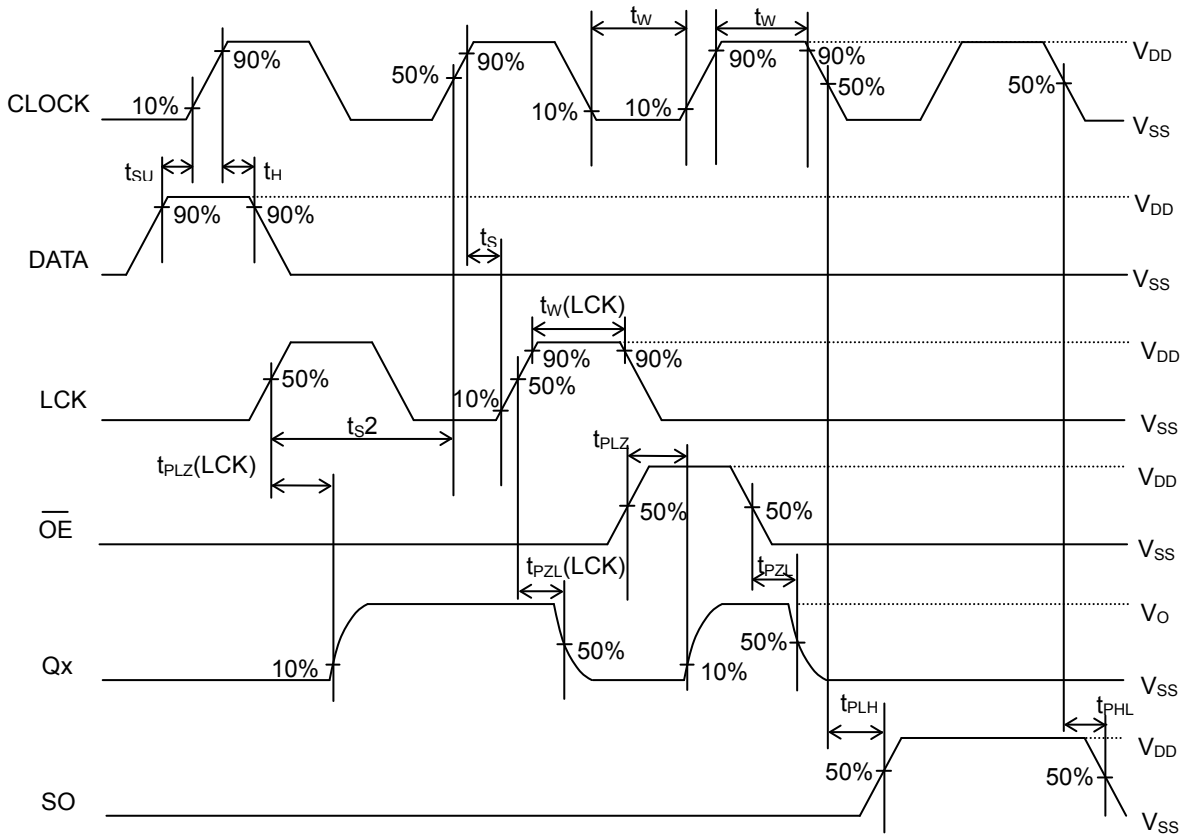 tW tW
VDD
90% 90% 90% 90%
50% 50% 50%
CLOCK 10% 10% 10%
VSS
tSU tH
VDD
90% 90%
tS
DATA
VSS
tW(LCK)
VDD
90% 90%
50% 50%
LCK 10%
VSS
tS2
tPLZ
tPLZ(LCK)
VDD
50% 50%
OE
VSS
tPZL(LCK) tPZL
VO
50% 50%
Qx 10% 10%
VSS
tPLH tPHL
VDD
50% 50%
SO
VSS